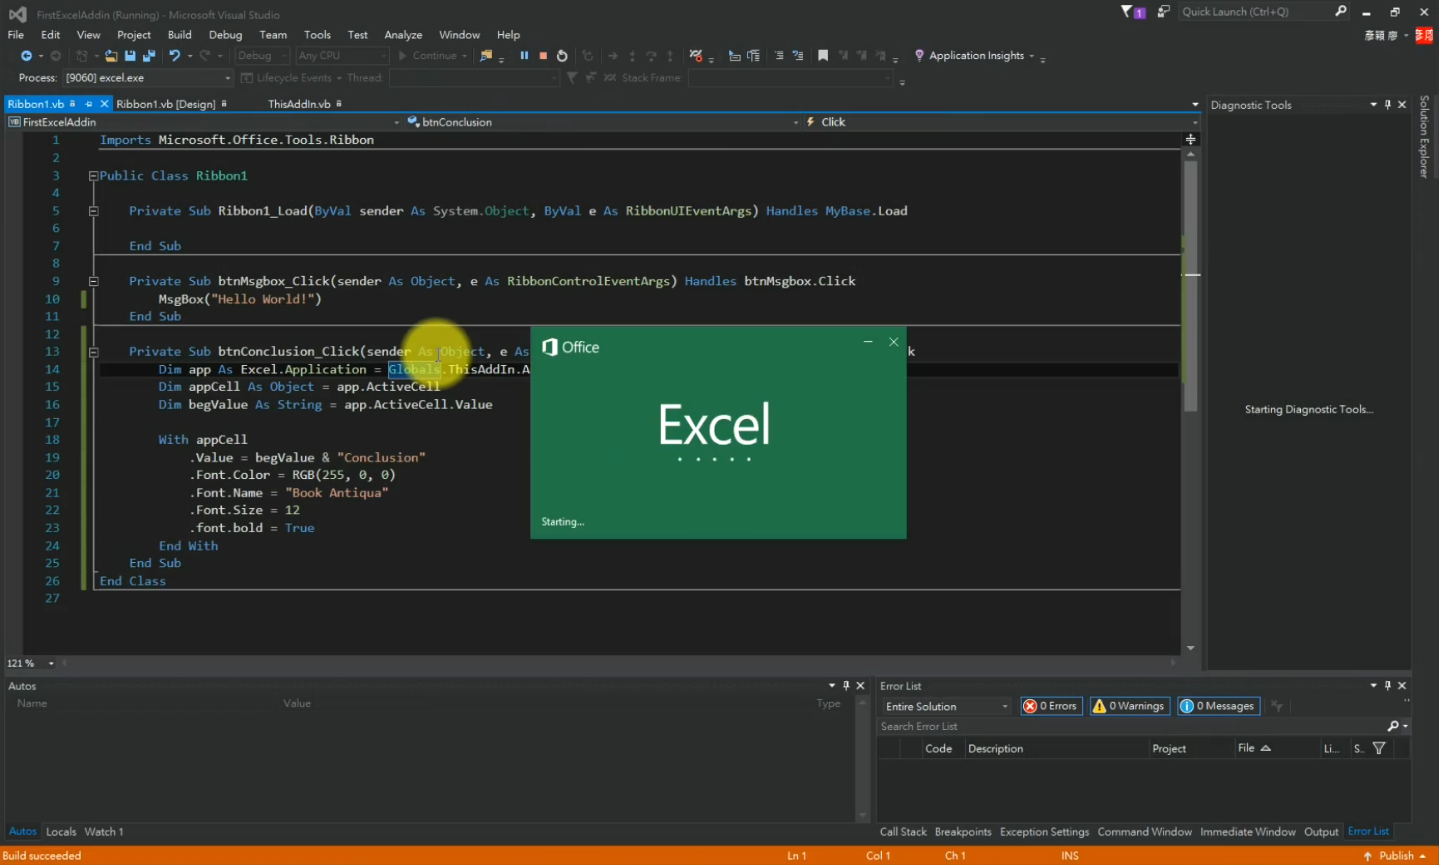 FirstExcelAddin (Running) - Microsoft Visual Studio
1
Quick Launch (Ctrl+Q)
File Edit View Project Build Debug Team Tools Test Analyze Window Help
彥穎 廖
Debug Any CPU Continue Application Insights
Process: [9060] excel.exe Lifecycle Events Thread: Stack Frame:
Ribbon1.vb Ribbon1.vb [Design] ThisAddIn.vb
Diagnostic Tools
Solution Explorer
FirstExcelAddin btnConclusion Click
1 Imports Microsoft.Office.Tools.Ribbon
2
3 Public Class Ribbon1
4
5 Private Sub Ribbon1_Load(ByVal sender As System.Object, ByVal e As RibbonUIEventArgs) Handles MyBase.Load
6
7 End Sub
8
9 Private Sub btnMsgbox_Click(sender As Object, e As RibbonControlEventArgs) Handles btnMsgbox.Click
10 MsgBox("Hello World!")
11 End Sub
12
13 Private Sub btnConclusion_Click(sender As Object, e As k
14 Dim app As Excel.Application = Globals.ThisAddIn.A
15 Dim appCell As Object = app.ActiveCell
16 Dim begValue As String = app.ActiveCell.Value
17
18 With appCell
19 .Value = begValue & "Conclusion"
20 .Font.Color = RGB(255, 0, 0)
21 .Font.Name = "Book Antiqua"
22 .Font.Size = 12
23 .font.bold = True
24 End With
25 End Sub
26 End Class
27
Office
Excel
Starting...
Starting Diagnostic Tools...
121 %
Autos
Name Value Type
Error List
Entire Solution 0 Errors 0 Warnings 0 Messages
Search Error List
Code Description Project File Li... S..
Autos Locals Watch 1
Call Stack Breakpoints Exception Settings Command Window Immediate Window Output Error List
Build succeeded Ln 1 Col 1 Ch 1 INS Publish